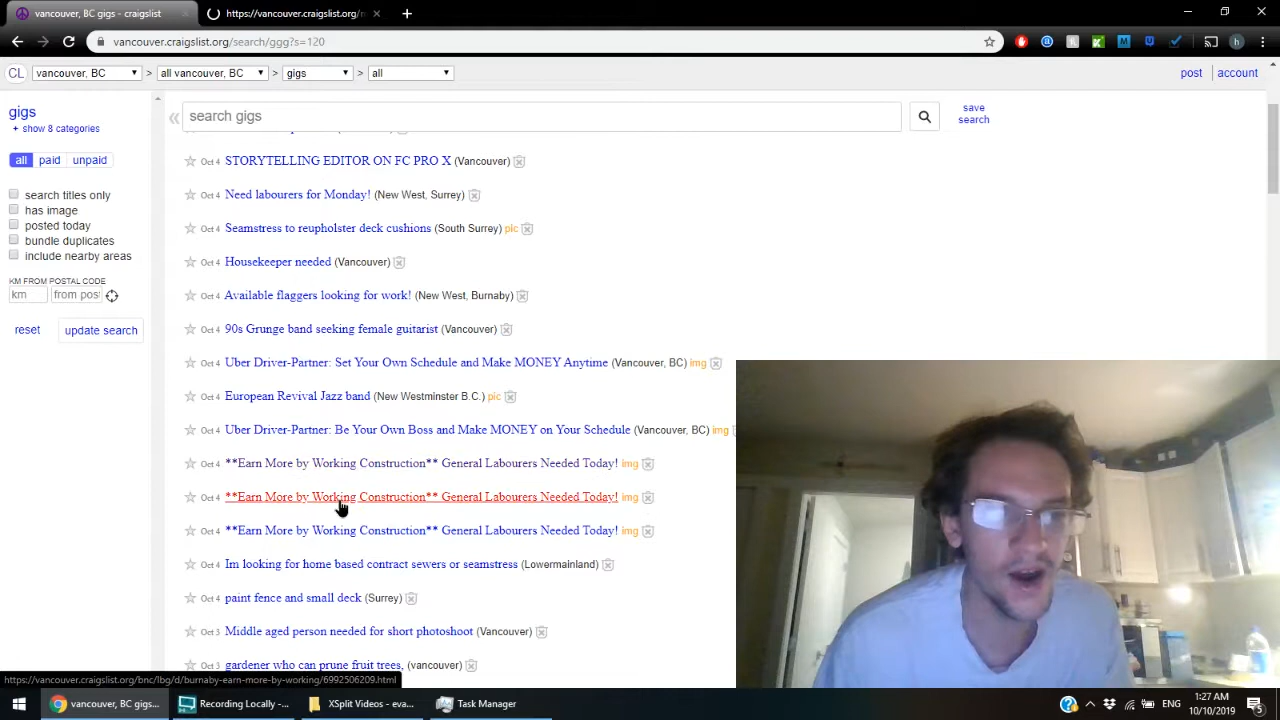 vancouver, BC gigs - craigslist
https://vancouver.craigslist.org/
vancouver.craigslist.org/search/ggg?s=120
h
CL
vancouver, BC
>
all vancouver, BC
>
gigs
>
all
post
account
gigs
+ show 8 categories
all
paid
unpaid
search titles only
has image
posted today
bundle duplicates
include nearby areas
KM FROM POSTAL CODE
km
from pos
reset
update search
search gigs
save
search
Oct 4 STORYTELLING EDITOR ON FC PRO X (Vancouver)
Oct 4 Need labourers for Monday! (New West, Surrey)
Oct 4 Seamstress to reupholster deck cushions (South Surrey) pic
Oct 4 Housekeeper needed (Vancouver)
Oct 4 Available flaggers looking for work! (New West, Burnaby)
Oct 4 90s Grunge band seeking female guitarist (Vancouver)
Oct 4 Uber Driver-Partner: Set Your Own Schedule and Make MONEY Anytime (Vancouver, BC) img
Oct 4 European Revival Jazz band (New Westminster B.C.) pic
Oct 4 Uber Driver-Partner: Be Your Own Boss and Make MONEY on Your Schedule (Vancouver, BC) img
Oct 4 **Earn More by Working Construction** General Labourers Needed Today! img
Oct 4 **Earn More by Working Construction** General Labourers Needed Today! img
Oct 4 **Earn More by Working Construction** General Labourers Needed Today! img
Oct 4 Im looking for home based contract sewers or seamstress (Lowermainland)
Oct 4 paint fence and small deck (Surrey)
Oct 3 Middle aged person needed for short photoshoot (Vancouver)
Oct 3 gardener who can prune fruit trees, (vancouver)
https://vancouver.craigslist.org/bnc/lbg/d/burnaby-earn-more-by-working/6992506209.html
vancouver, BC gigs...
Recording Locally -...
XSplit Videos - eva...
Task Manager
ENG
1:27 AM
10/10/2019